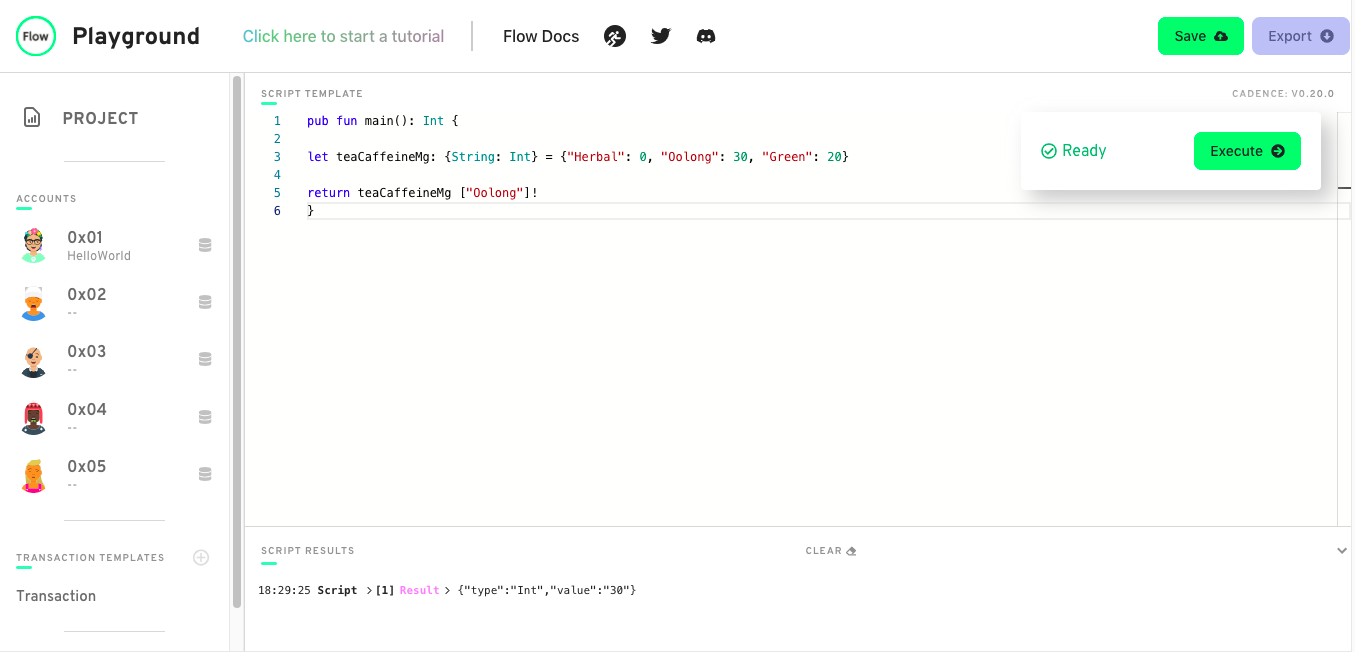 Flow Playground Click here to start a tutorial Flow Docs Save Export
PROJECT
ACCOUNTS
0x01
HelloWorld
0x02
--
0x03
--
0x04
--
0x05
--
TRANSACTION TEMPLATES
Transaction
SCRIPT TEMPLATE CADENCE: V0.20.0
1 pub fun main(): Int {
2
3 let teaCaffeineMg: {String: Int} = {"Herbal": 0, "Oolong": 30, "Green": 20}
4
5 return teaCaffeineMg ["Oolong"]!
6 }
Ready Execute
SCRIPT RESULTS CLEAR
18:29:25 Script >[1] Result > {"type":"Int","value":"30"}